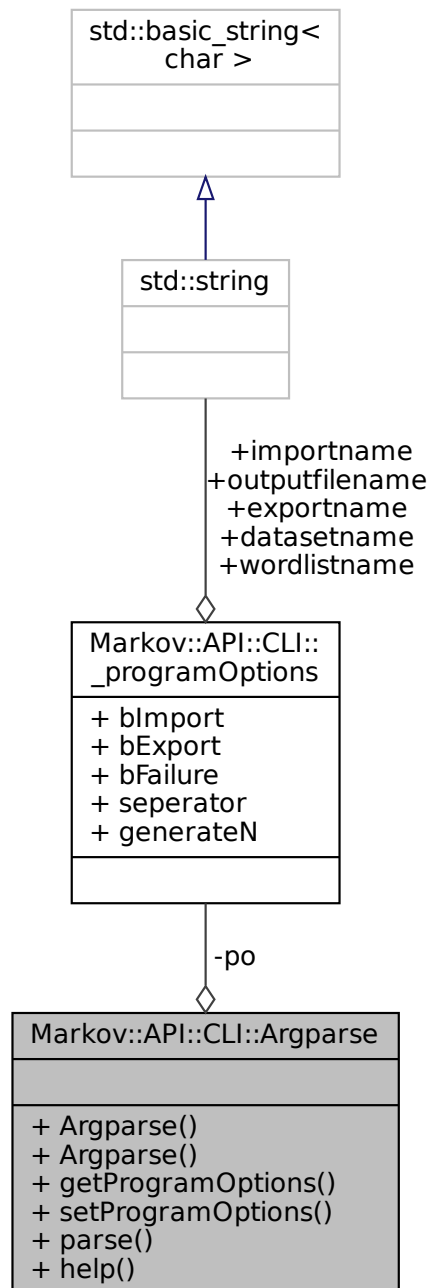 std::basic_string<
char >
std::string
+importname
+outputfilename
+exportname
+datasetname
+wordlistname
Markov::API::CLI::
_programOptions
+ bImport
+ bExport
+ bFailure
+ seperator
+ generateN
-po
Markov::API::CLI::Argparse
+ Argparse()
+ Argparse()
+ getProgramOptions()
+ setProgramOptions()
+ parse()
+ help()